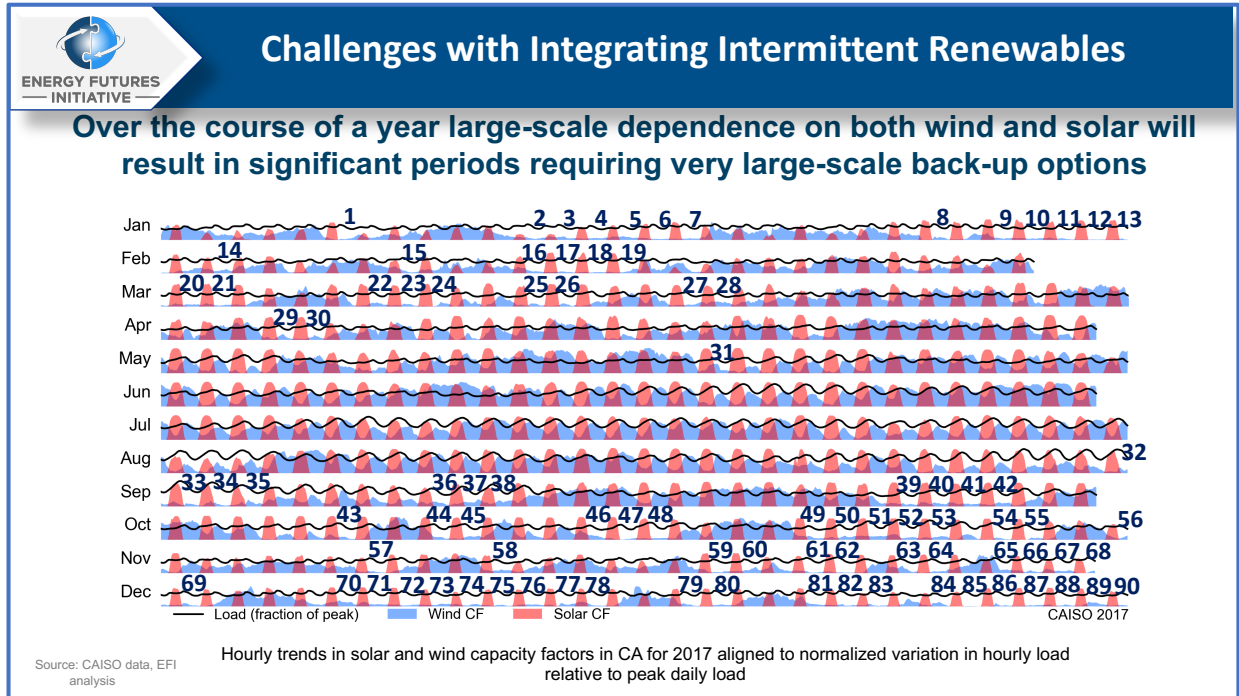 ENERGY FUTURES
INITIATIVE
Challenges with Integrating Intermittent Renewables
Over the course of a year large-scale dependence on both wind and solar will
result in significant periods requiring very large-scale back-up options
Jan 1 2 3 4 5 6 7 8 9 10 11 12 13
Feb 14 15 16 17 18 19
Mar 20 21 22 23 24 25 26 27 28
Apr 29 30
May 31
Jun
Jul
Aug 32
Sep 33 34 35 36 37 38 39 40 41 42
Oct 43 44 45 46 47 48 49 50 51 52 53 54 55 56
Nov 57 58 59 60 61 62 63 64 65 66 67 68
Dec 69 70 71 72 73 74 75 76 77 78 79 80 81 82 83 84 85 86 87 88 89 90
Load (fraction of peak) Wind CF Solar CF CAISO 2017
Hourly trends in solar and wind capacity factors in CA for 2017 aligned to normalized variation in hourly load
relative to peak daily load
Source: CAISO data, EFI
analysis